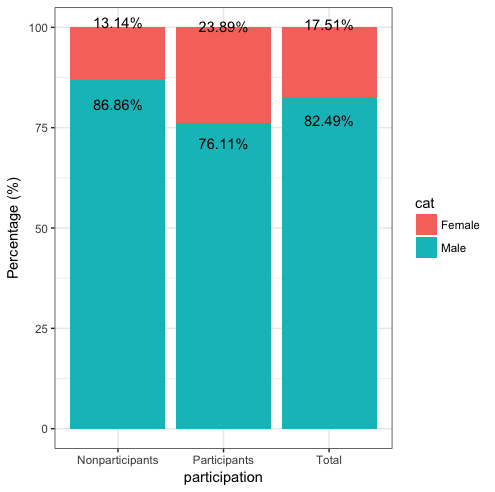 100
75
50
25
0
Percentage (%)
13.14%
23.89%
17.51%
86.86%
76.11%
82.49%
Nonparticipants
Participants
Total
participation
cat
Female
Male